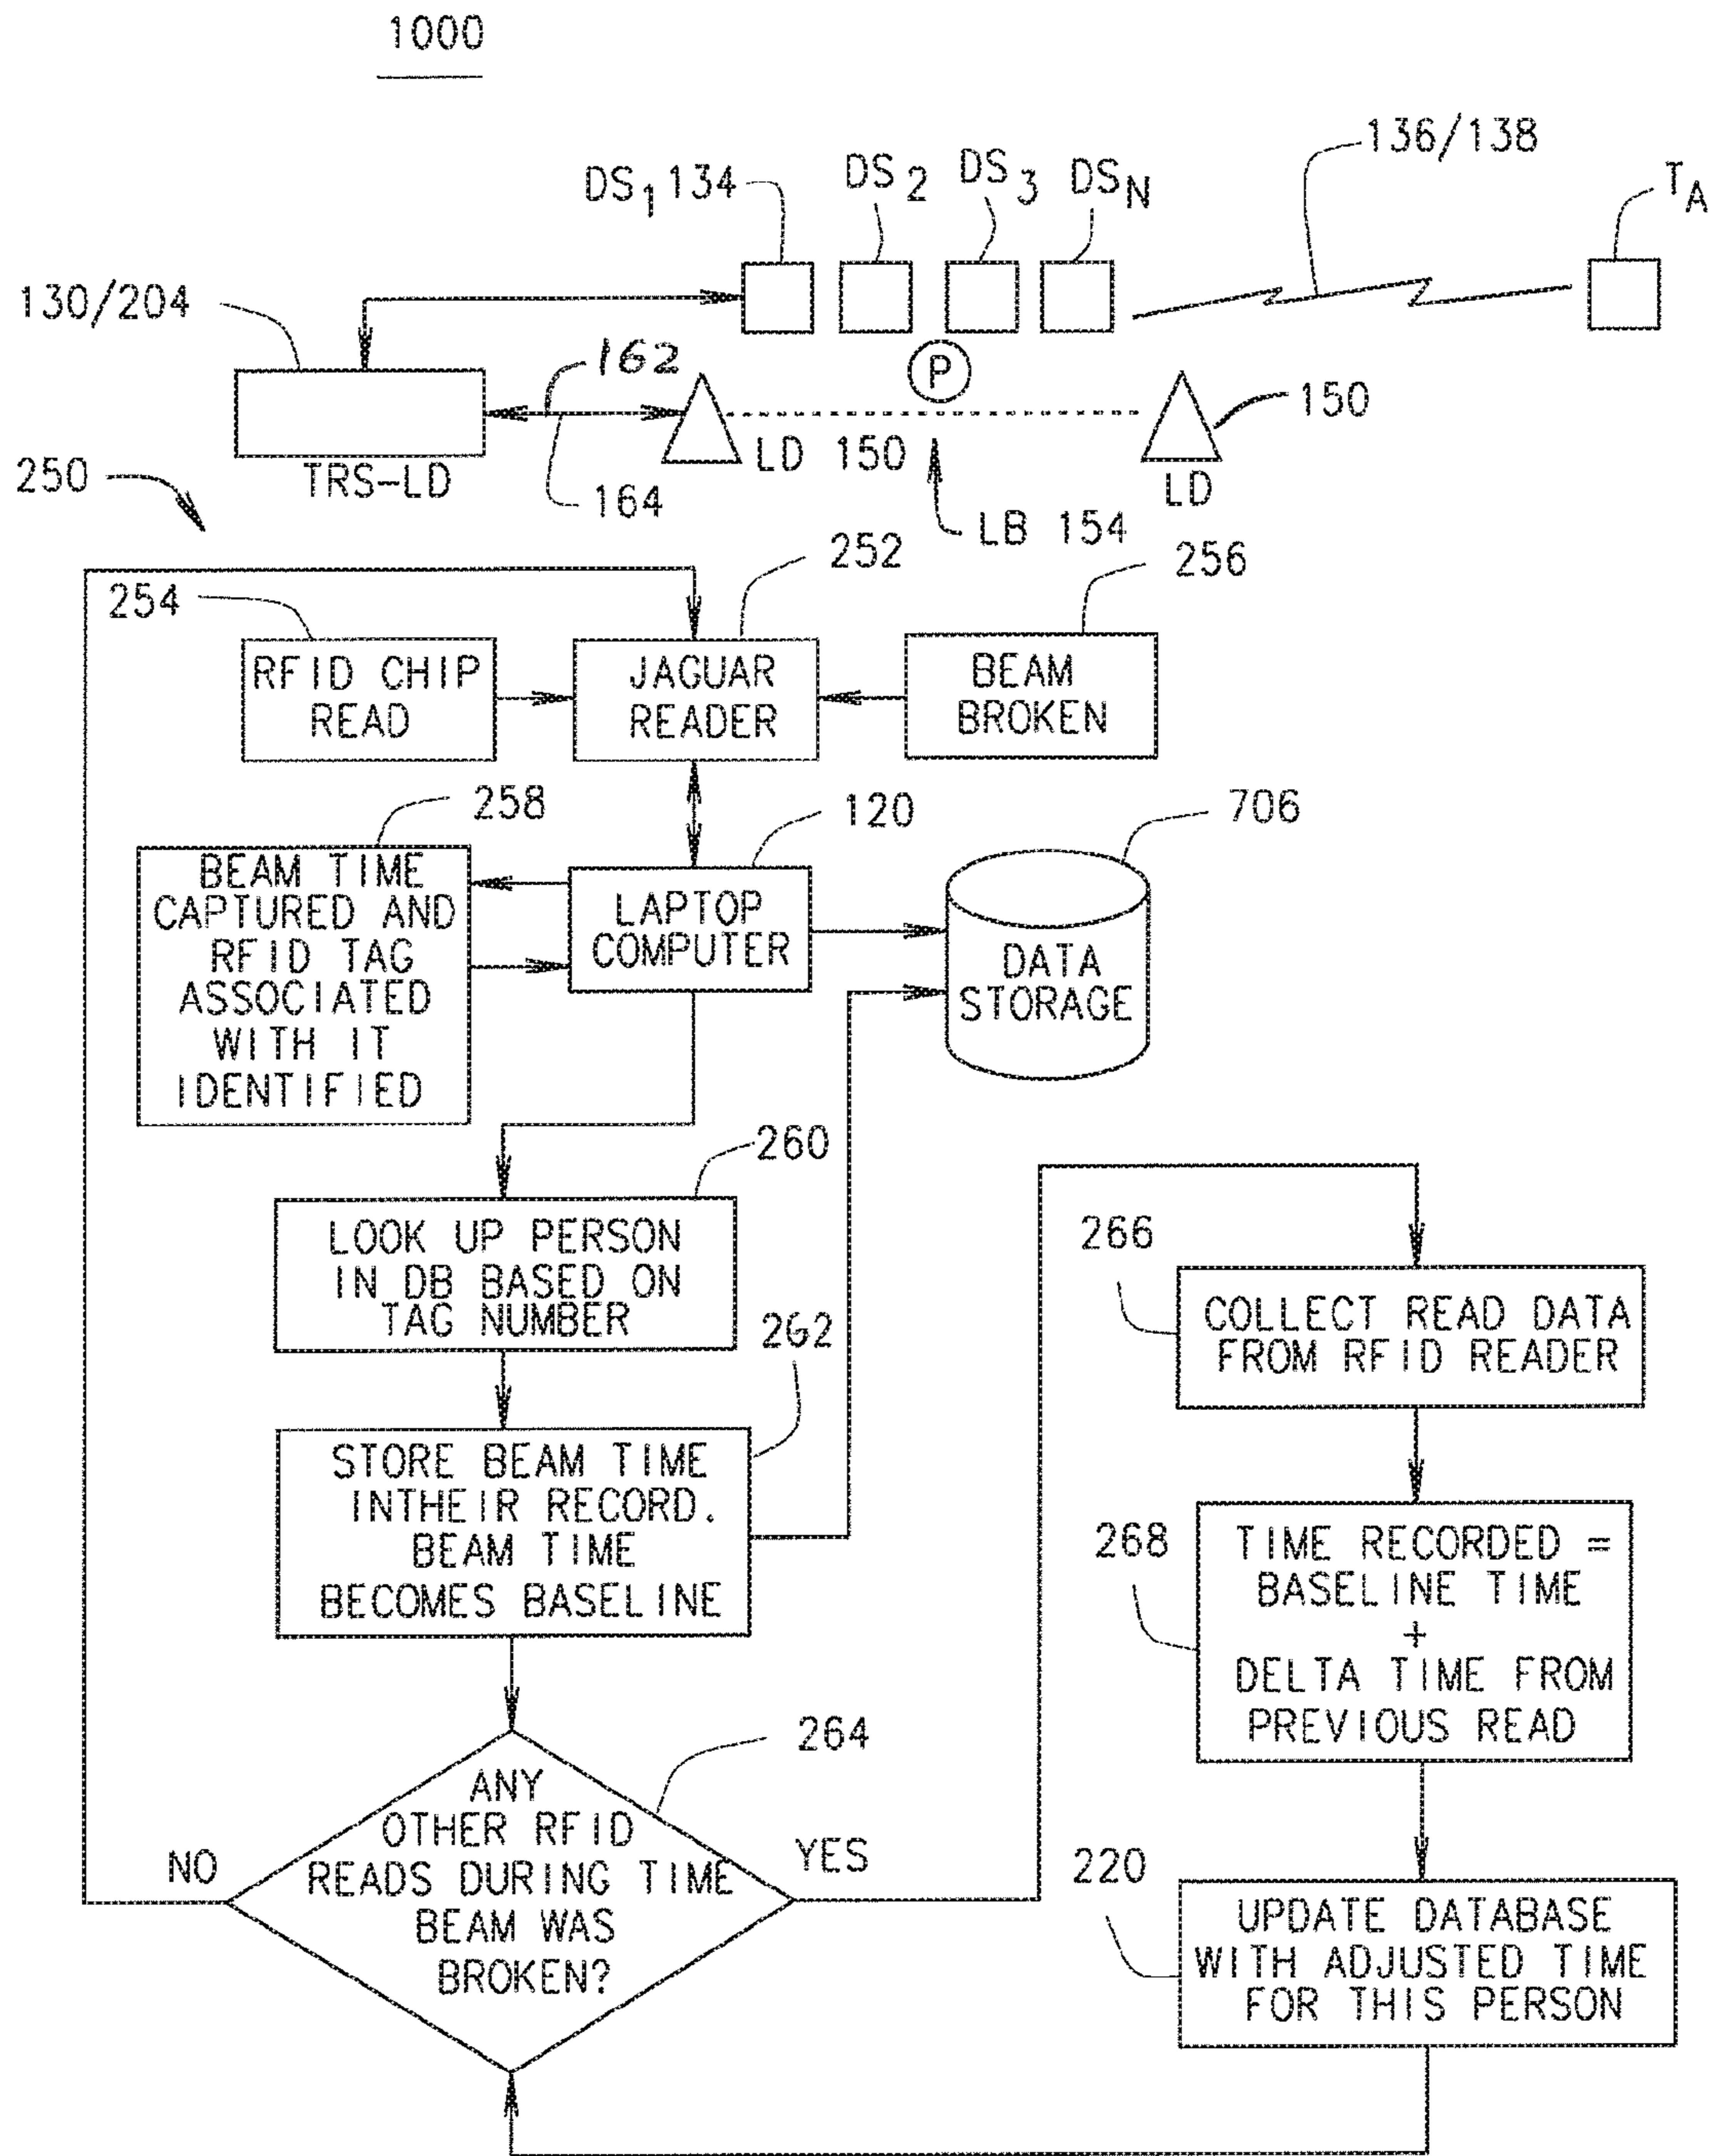 1000
136/138
DS1 134
DS2
DS3
DSN
TA
130/204
162
P
150
LD 150
LD
TRS-LD
164
250
LB 154
252
256
254
RFID CHIP
READ
JAGUAR
READER
BEAM
BROKEN
258
120
706
BEAM TIME
CAPTURED AND
RFID TAG
ASSOCIATED
WITH IT
IDENTIFIED
LAPTOP
COMPUTER
DATA
STORAGE
260
LOOK UP PERSON
IN DB BASED ON
TAG NUMBER
262
STORE BEAM TIME
INTHEIR RECORD.
BEAM TIME
BECOMES BASELINE
264
ANY
OTHER RFID
READS DURING TIME
BEAM WAS
BROKEN?
NO
YES
266
COLLECT READ DATA
FROM RFID READER
268
TIME RECORDED =
BASELINE TIME
+
DELTA TIME FROM
PREVIOUS READ
220
UPDATE DATABASE
WITH ADJUSTED TIME
FOR THIS PERSON